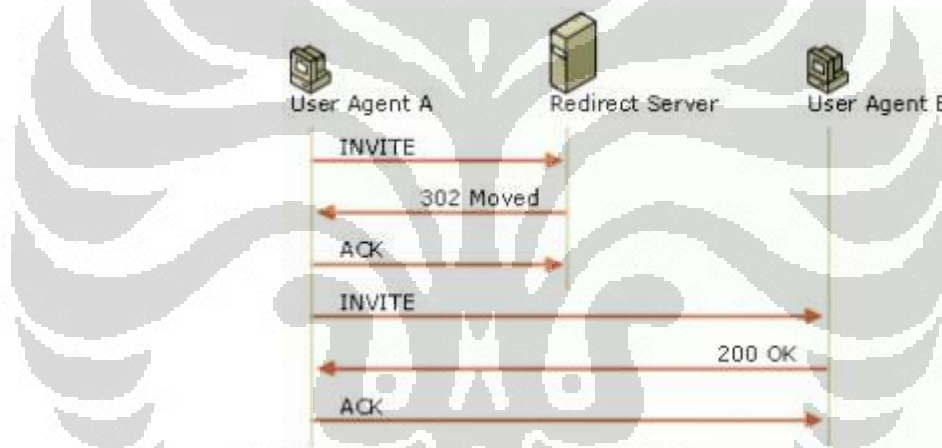 User Agent A
Redirect Server
User Agent B
INVITE
302 Moved
ACK
INVITE
200 OK
ACK